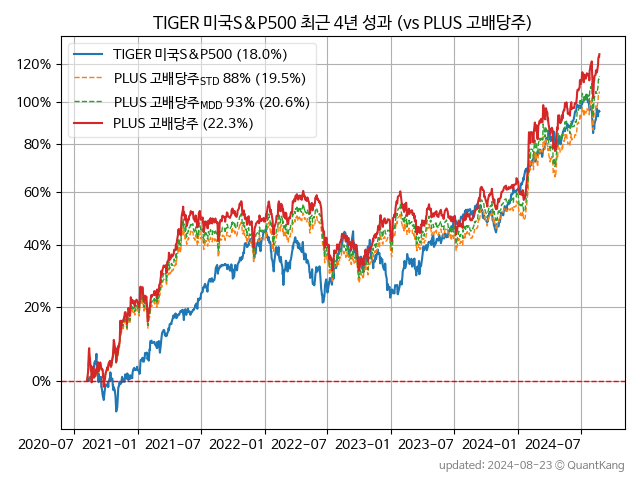 TIGER 미국S&P500 최근 4년 성과 (vs PLUS 고배당주)
TIGER 미국S&P500 (18.0%)
PLUS 고배당주STD 88% (19.5%)
PLUS 고배당주MDD 93% (20.6%)
PLUS 고배당주 (22.3%)
120%
100%
80%
60%
40%
20%
0%
2020-07 2021-01 2021-07 2022-01 2022-07 2023-01 2023-07 2024-01 2024-07
updated: 2024-08-23 © QuantKang